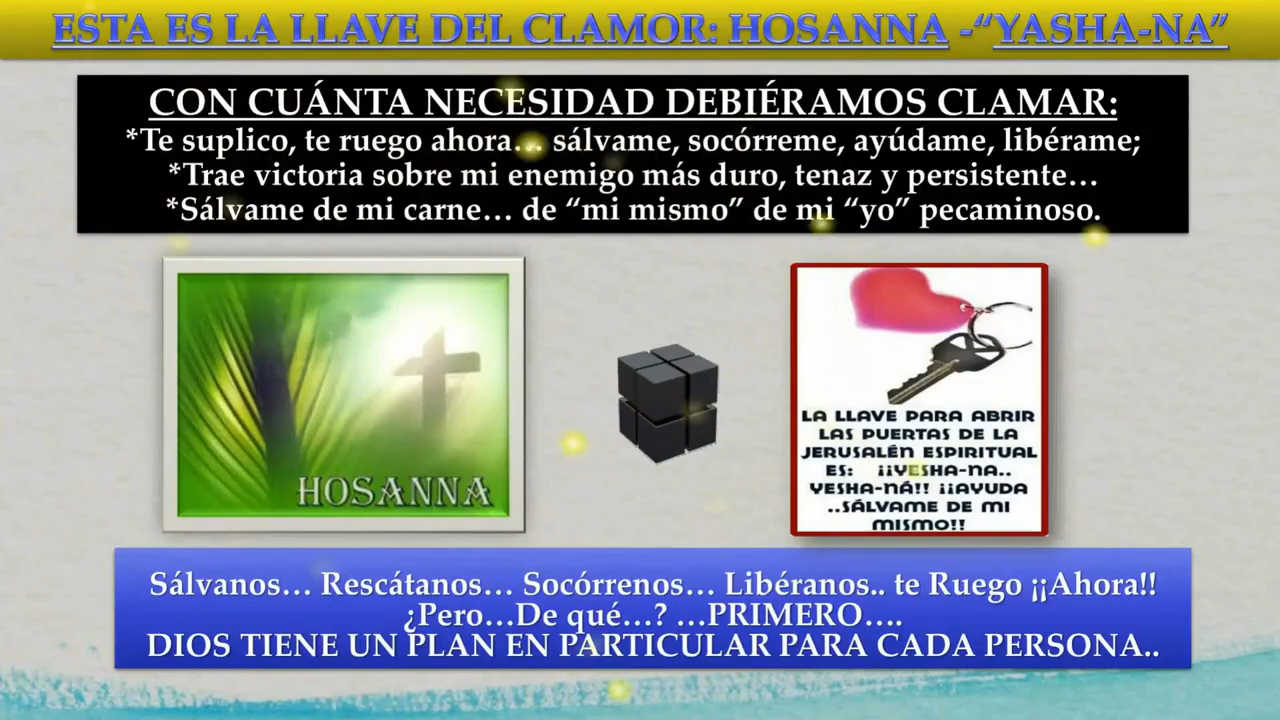 ESTA ES LA LLAVE DEL CLAMOR: HOSANNA -“YASHA-NA”
CON CUÁNTA NECESIDAD DEBIÉRAMOS CLAMAR:
*Te suplico, te ruego ahora… sálvame, socórreme, ayúdame, libérame;
*Trae victoria sobre mi enemigo más duro, tenaz y persistente…
*Sálvame de mi carne… de “mi mismo” de mi “yo” pecaminoso.
HOSANNA
LA LLAVE PARA ABRIR
LAS PUERTAS DE LA
JERUSALÉN ESPIRITUAL
ES: ¡¡YESHA-NA..
YESHA-NÁ!! ¡¡AYUDA
..SÁLVAME DE MI
MISMO!!
Sálvanos… Rescátanos… Socórrenos… Libéranos.. te Ruego ¡¡Ahora!!
¿Pero…De qué…? …PRIMERO….
DIOS TIENE UN PLAN EN PARTICULAR PARA CADA PERSONA..